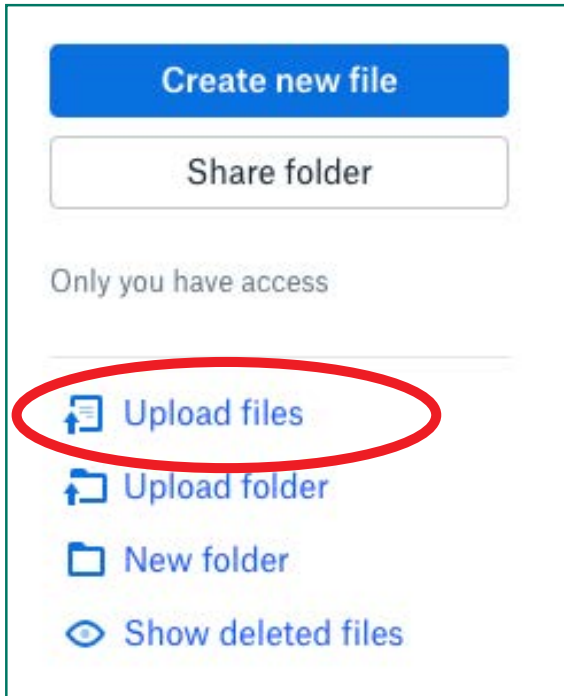 Create new file
Share folder
Only you have access
Upload files
Upload folder
New folder
Show deleted files